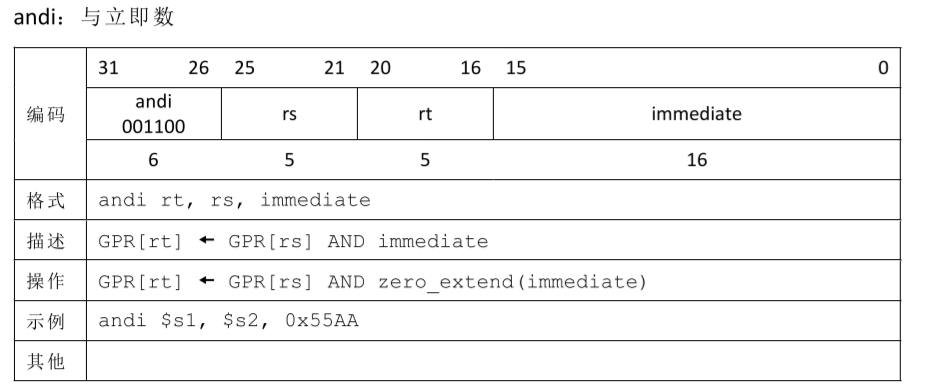 andi：与立即数
编码
31 26 25 21 20 16 15 0
andi
001100 rs rt immediate
6 5 5 16
格式 andi rt, rs, immediate
描述 GPR[rt] ← GPR[rs] AND immediate
操作 GPR[rt] ← GPR[rs] AND zero_extend(immediate)
示例 andi $s1, $s2, 0x55AA
其他